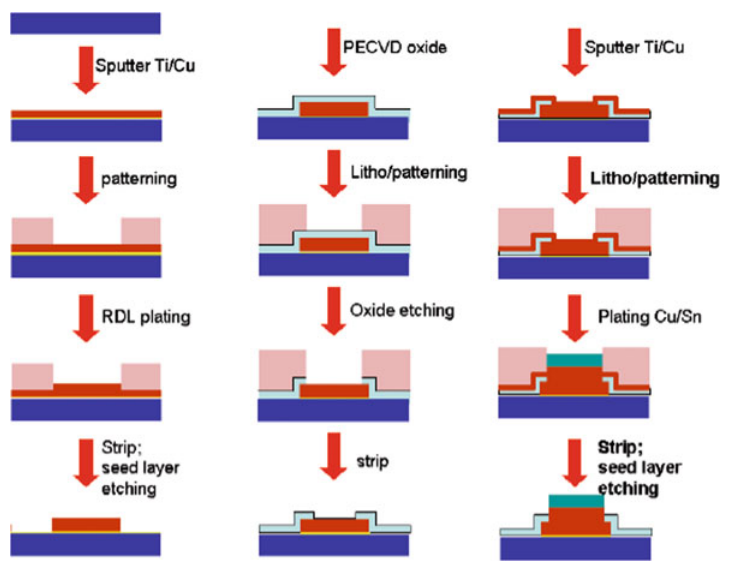 Sputter Ti/Cu
patterning
RDL plating
Strip;
seed layer
etching
PECVD oxide
Litho/patterning
Oxide etching
strip
Sputter Ti/Cu
Litho/patterning
Plating Cu/Sn
Strip;
seed layer
etching